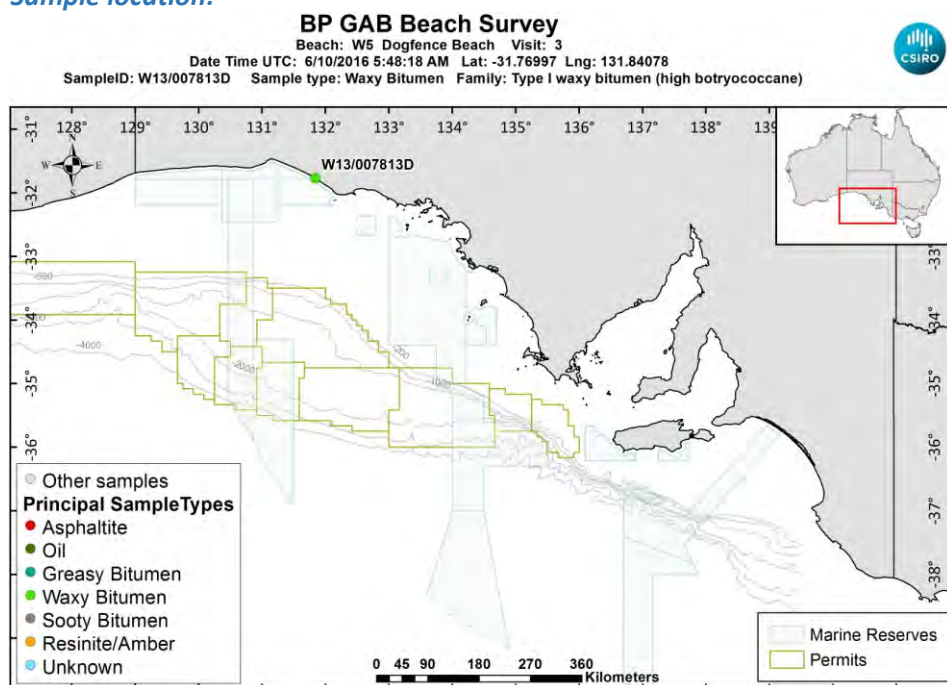 Sample location:
BP GAB Beach Survey
Beach: W5 Dogfence Beach Visit: 3
Date Time UTC: 6/10/2016 5:48:18 AM Lat: -31.76997 Lng: 131.84078
SampleID: W13/007813D Sample type: Waxy Bitumen Family: Type I waxy bitumen (high botryococcane)
CSIRO
128° 129° 130° 131° 132° 133° 134° 135° 136° 137° 138° 139
-31°
-32°
-33°
-34°
-35°
-36°
-37°
-38°
N
W E
S
W13/007813D
-33°
-34°
-35°
-36°
-37°
-38°
-4000
-2000
-200
-1000
Other samples
Principal SampleTypes
Asphaltite
Oil
Greasy Bitumen
Waxy Bitumen
Sooty Bitumen
Resinite/Amber
Unknown
0 45 90 180 270 360
Kilometers
Marine Reserves
Permits